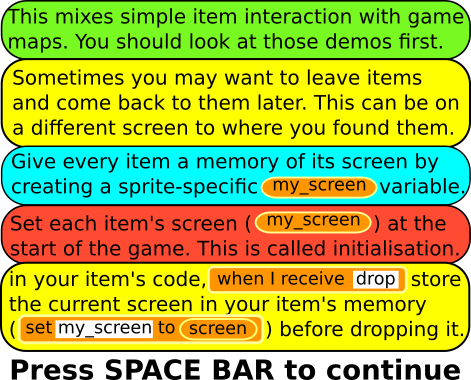 This mixes simple item interaction with game
maps. You should look at those demos first.
Sometimes you may want to leave items
and come back to them later. This can be on
a different screen to where you found them.
Give every item a memory of its screen by
creating a sprite-specific my_screen variable.
Set each item's screen ( my_screen ) at the
start of the game. This is called initialisation.
in your item's code, when I receive drop store
the current screen in your item's memory
( set my_screen to screen ) before dropping it.
Press SPACE BAR to continue